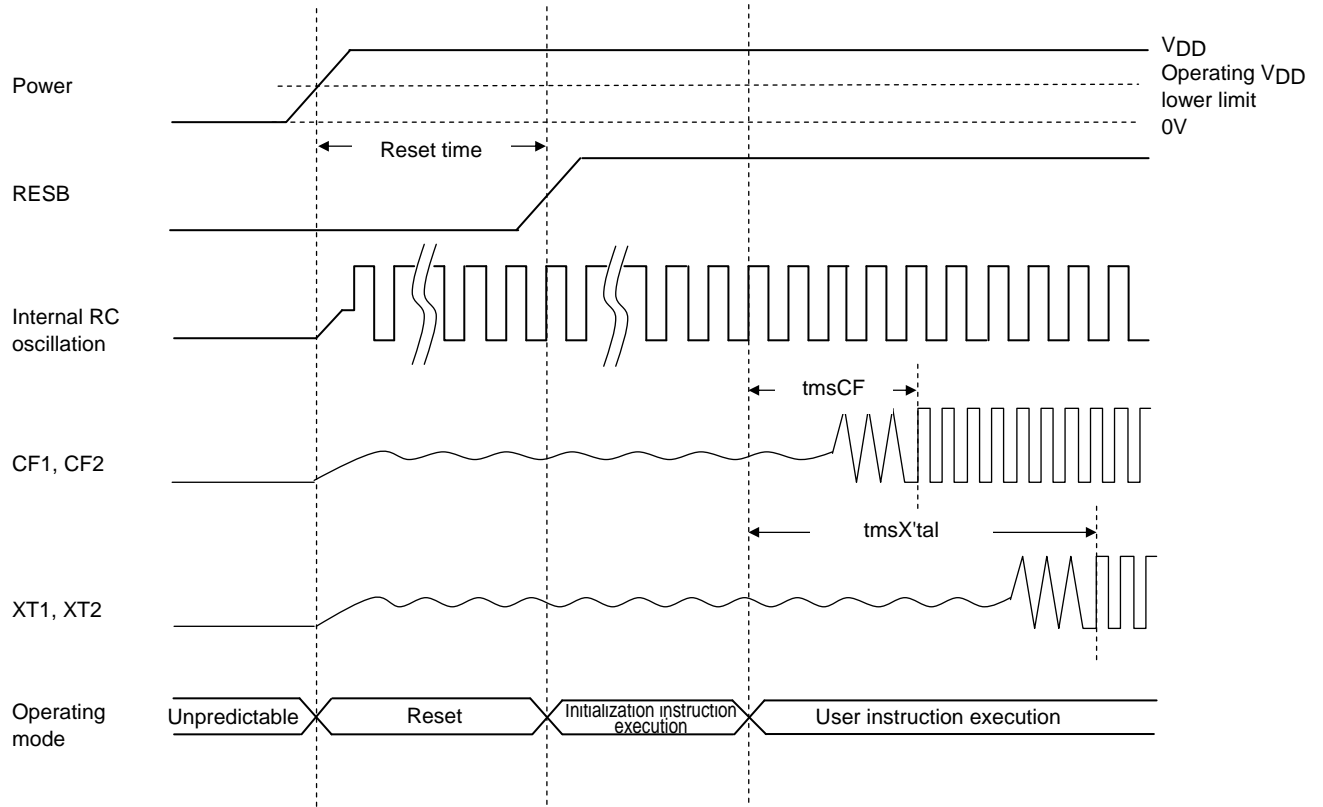 Power
VDD
Operating VDD
lower limit
0V
Reset time
RESB
Internal RC
oscillation
tmsCF
CF1, CF2
tmsX'tal
XT1, XT2
Operating
mode
Unpredictable
Reset
Initialization instruction
execution
User instruction execution